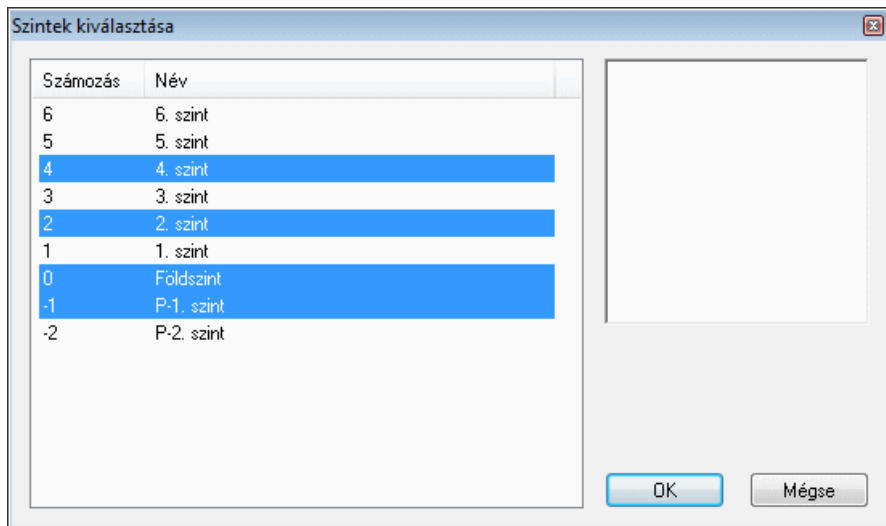 Szintek kiválasztása
Számozás Név
6 6. szint
5 5. szint
4 4. szint
3 3. szint
2 2. szint
1 1. szint
0 Földszint
-1 P-1. szint
-2 P-2. szint
OK Mégse